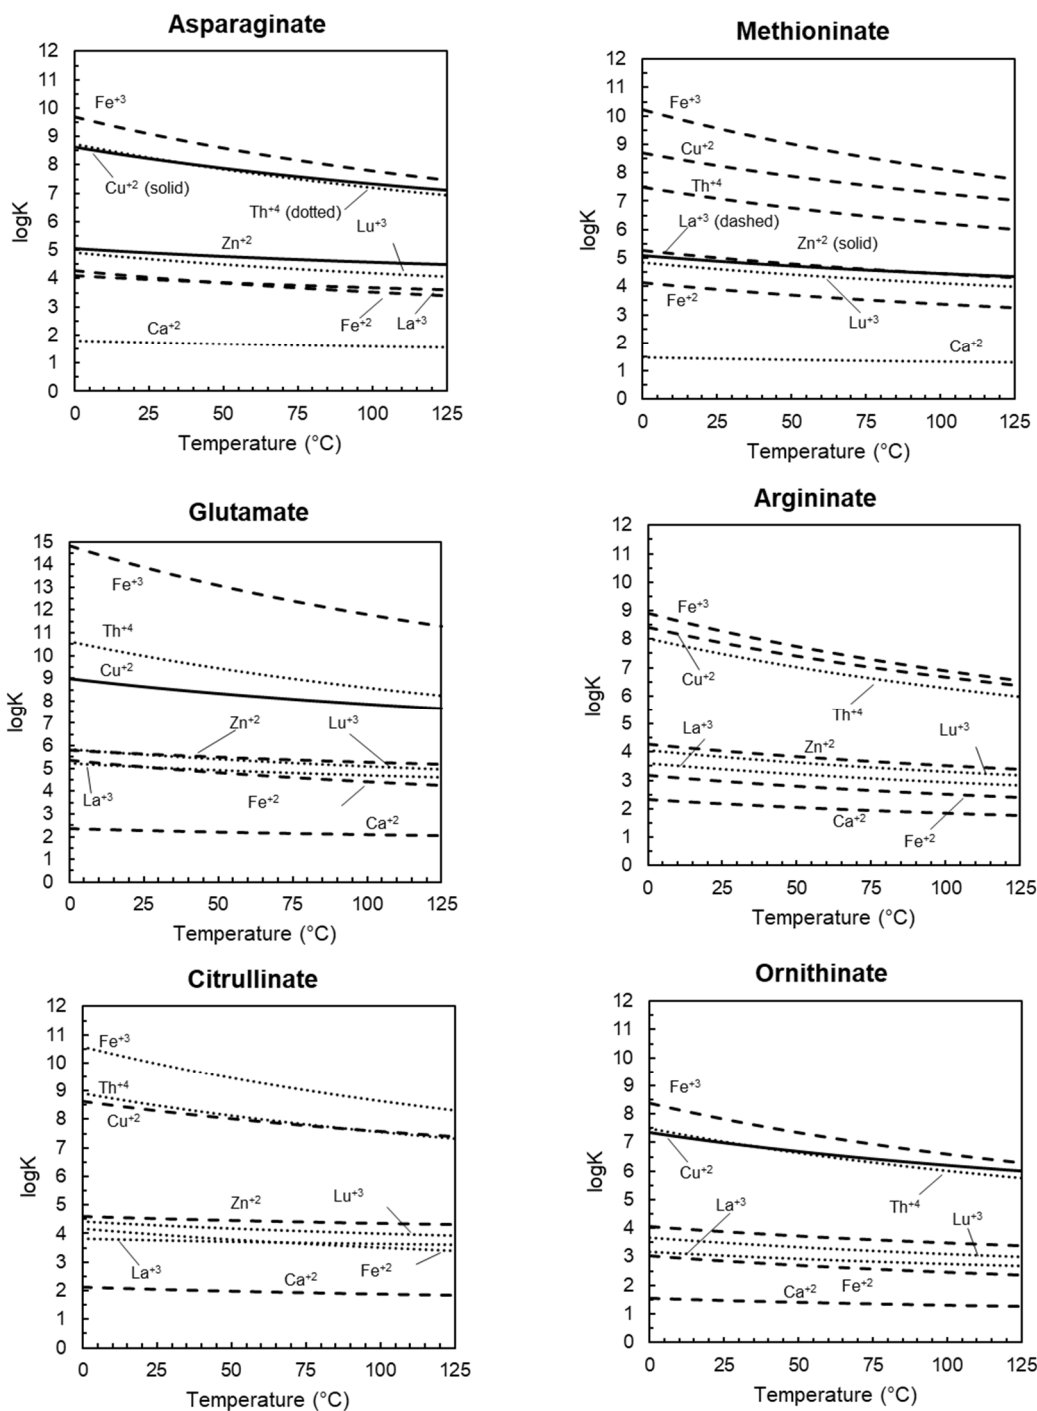 Asparaginate
12
11
10
9
8
7
6
5
4
3
2
1
0
logK
Fe+3
Cu+2 (solid)
Th+4 (dotted)
Lu+3
Zn+2
Fe+2
La+3
Ca+2
0 25 50 75 100 125
Temperature (°C)
Methioninate
12
11
10
9
8
7
6
5
4
3
2
1
0
logK
Fe+3
Cu+2
Th+4
La+3 (dashed)
Zn+2 (solid)
Fe+2
Lu+3
Ca+2
0 25 50 75 100 125
Temperature (°C)
Glutamate
15
14
13
12
11
10
9
8
7
6
5
4
3
2
1
0
logK
Fe+3
Th+4
Cu+2
Zn+2
Lu+3
La+3
Fe+2
Ca+2
0 25 50 75 100 125
Temperature (°C)
Argininate
12
11
10
9
8
7
6
5
4
3
2
1
0
logK
Fe+3
Cu+2
Th+4
La+3
Zn+2
Lu+3
Ca+2
Fe+2
0 25 50 75 100 125
Temperature (°C)
Citrullinate
12
11
10
9
8
7
6
5
4
3
2
1
0
logK
Fe+3
Th+4
Cu+2
Zn+2
Lu+3
La+3
Fe+2
Ca+2
0 25 50 75 100 125
Temperature (°C)
Ornithinate
12
11
10
9
8
7
6
5
4
3
2
1
0
logK
Fe+3
Cu+2
Th+4
La+3
Lu+3
Ca+2
Fe+2
0 25 50 75 100 125
Temperature (°C)